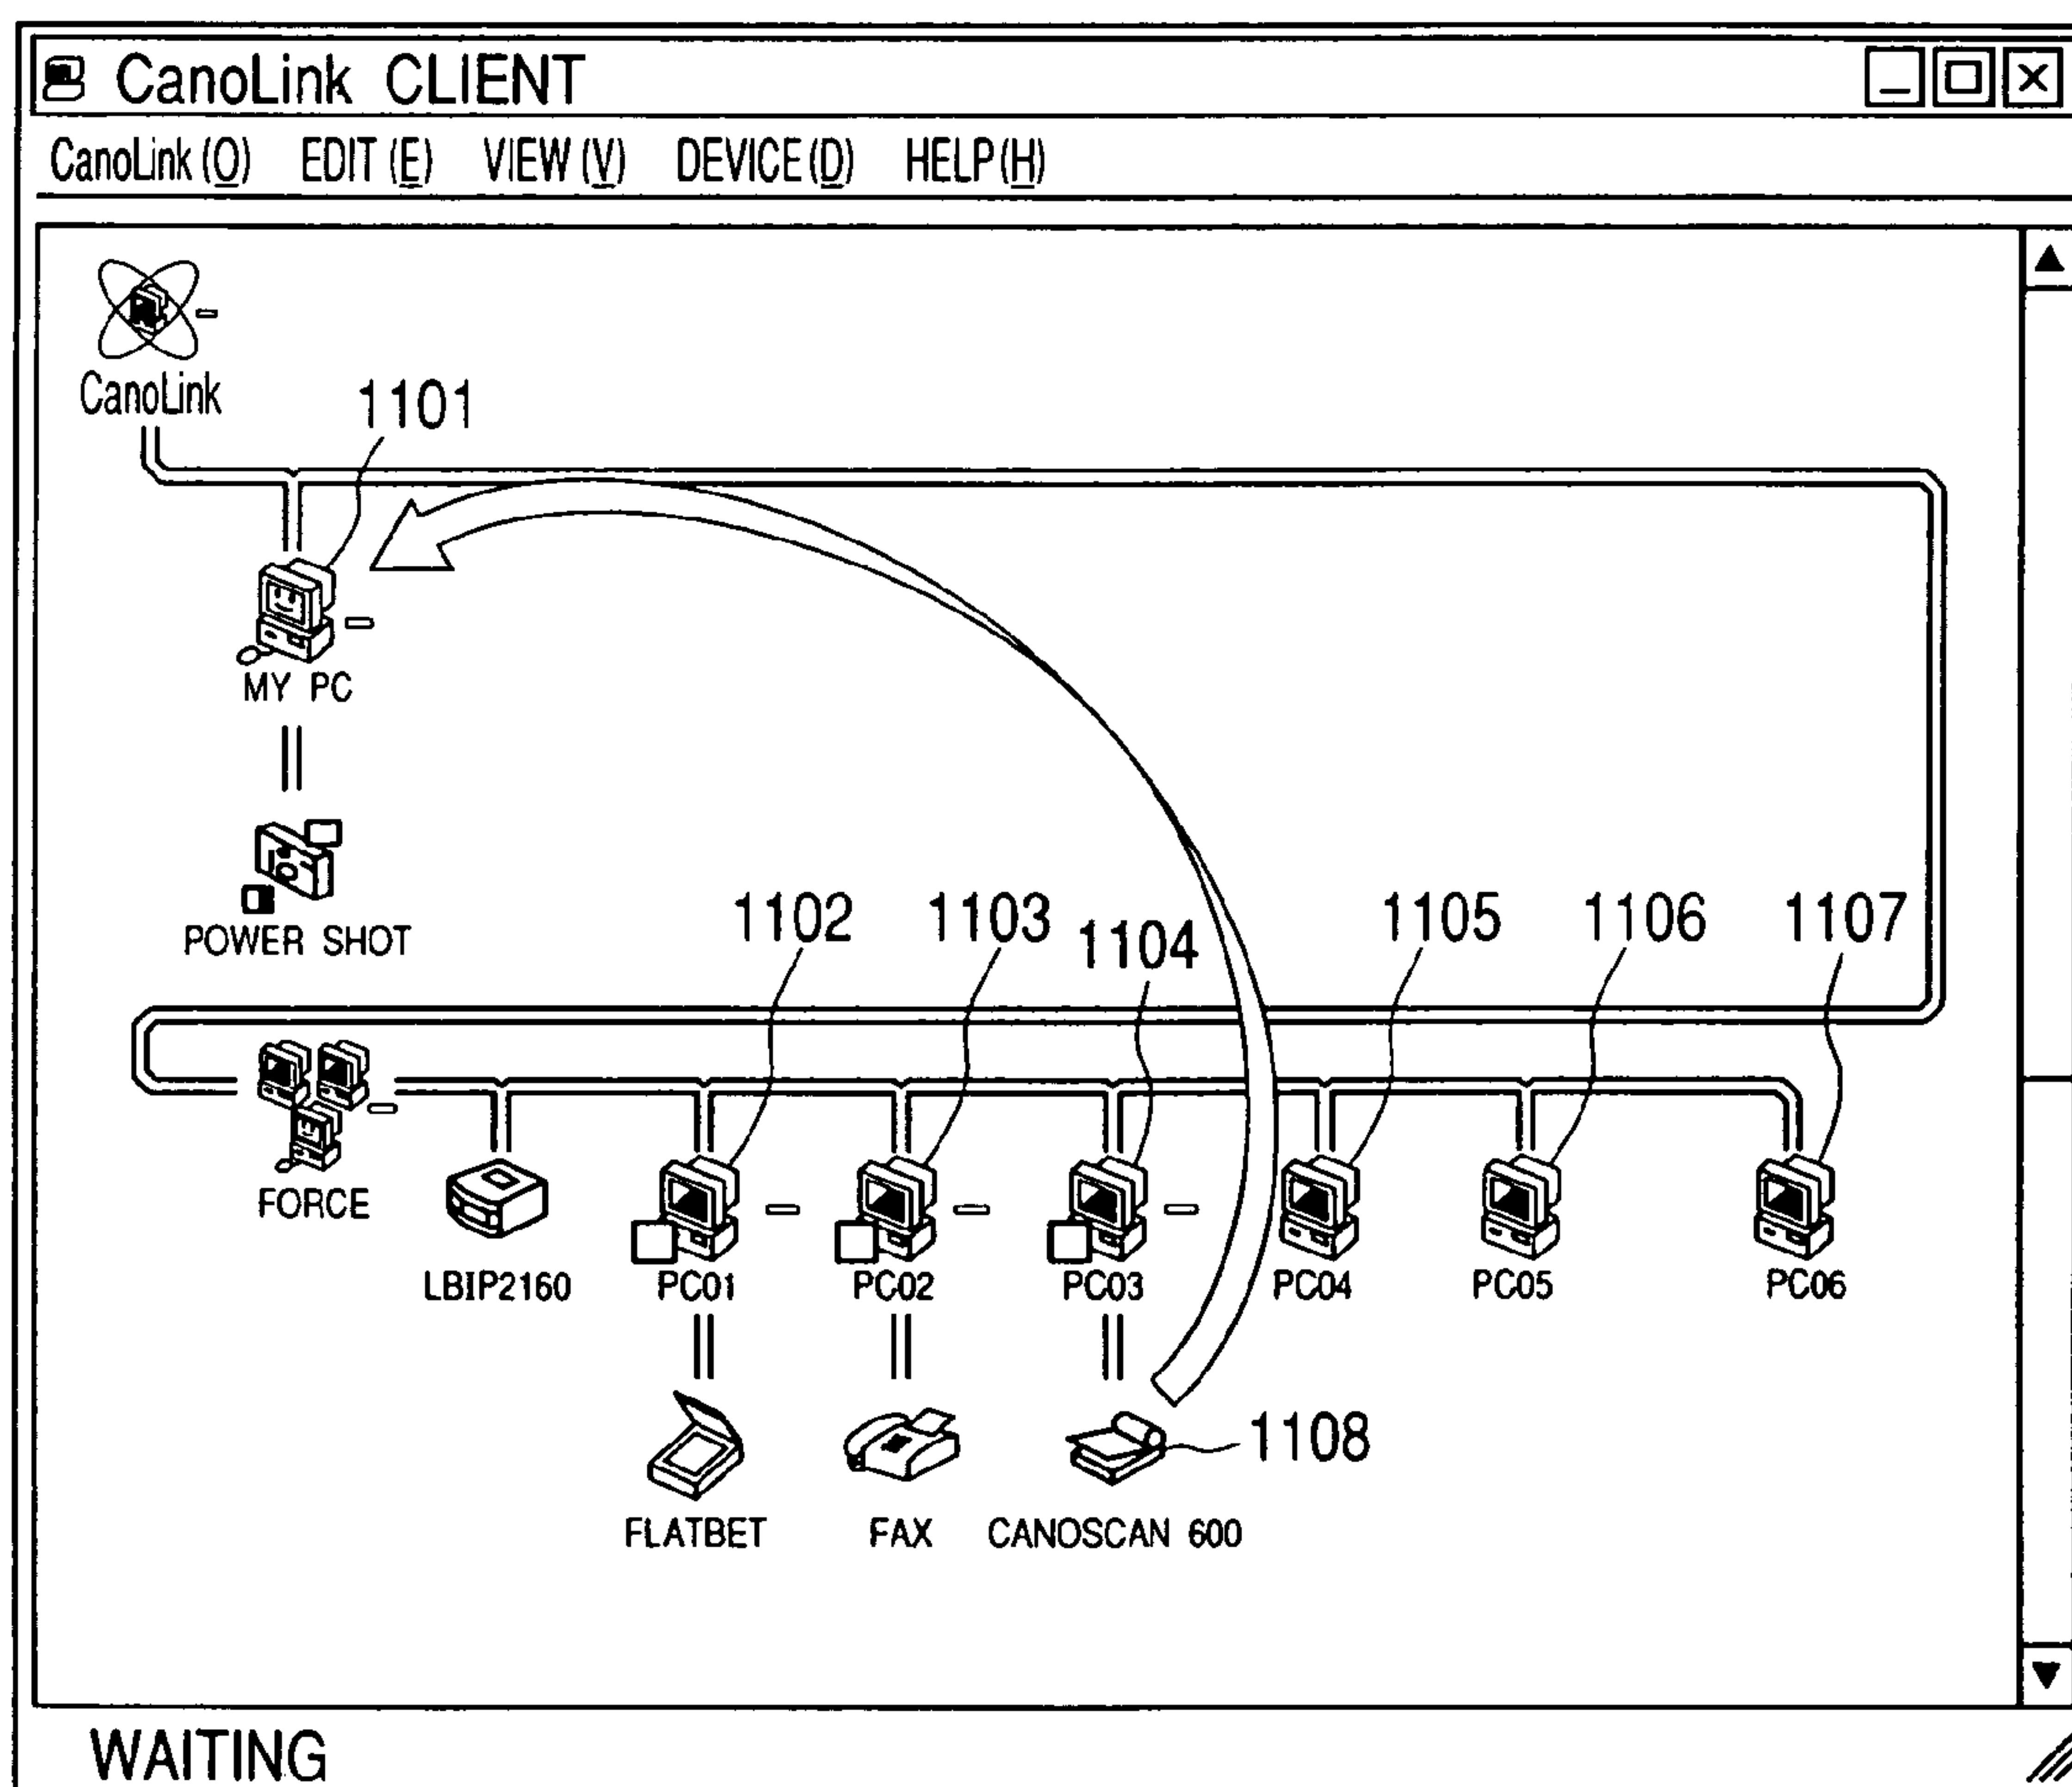 CanoLink CLIENT
CanoLink (O) EDIT (E) VIEW (V) DEVICE (D) HELP (H)
CanoLink
1101
MY PC
POWER SHOT
1102 1103 1104 1105 1106 1107
FORCE
LBIP2160 PC01 PC02 PC03 PC04 PC05 PC06
1108
FLATBET FAX CANOSCAN 600
WAITING